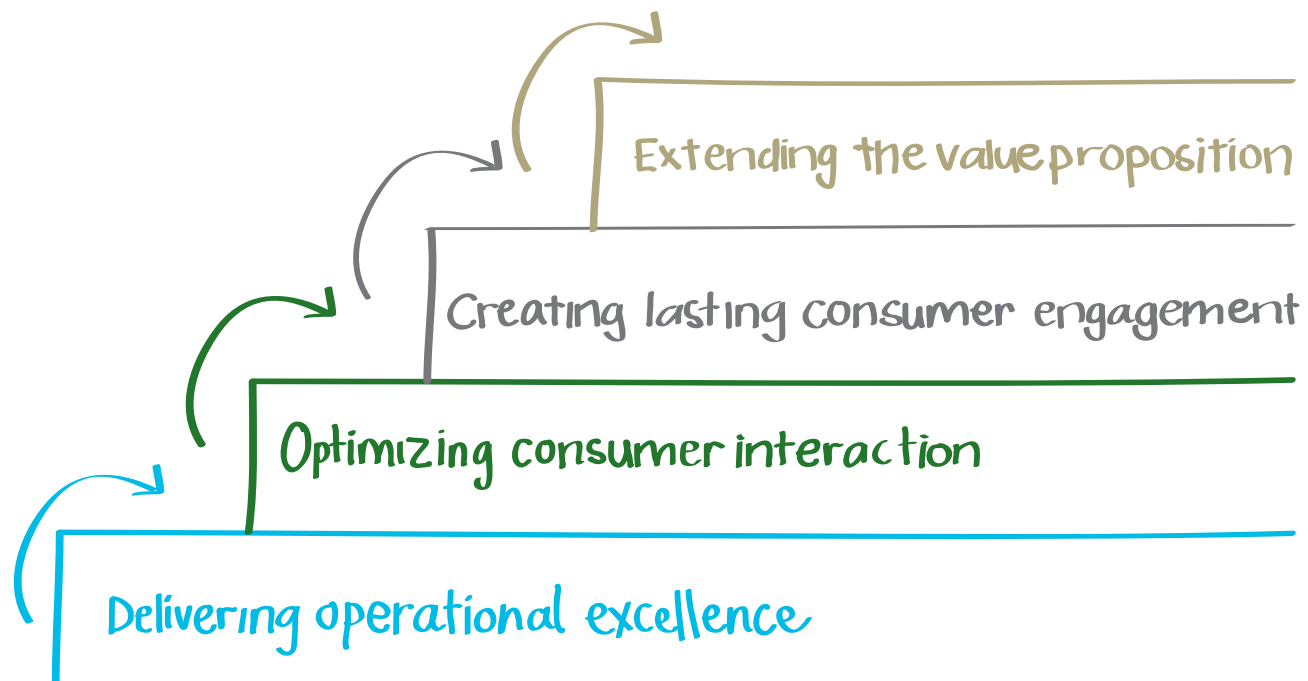 Extending the value proposition
Creating lasting consumer engagement
Optimizing consumer interaction
Delivering operational excellence